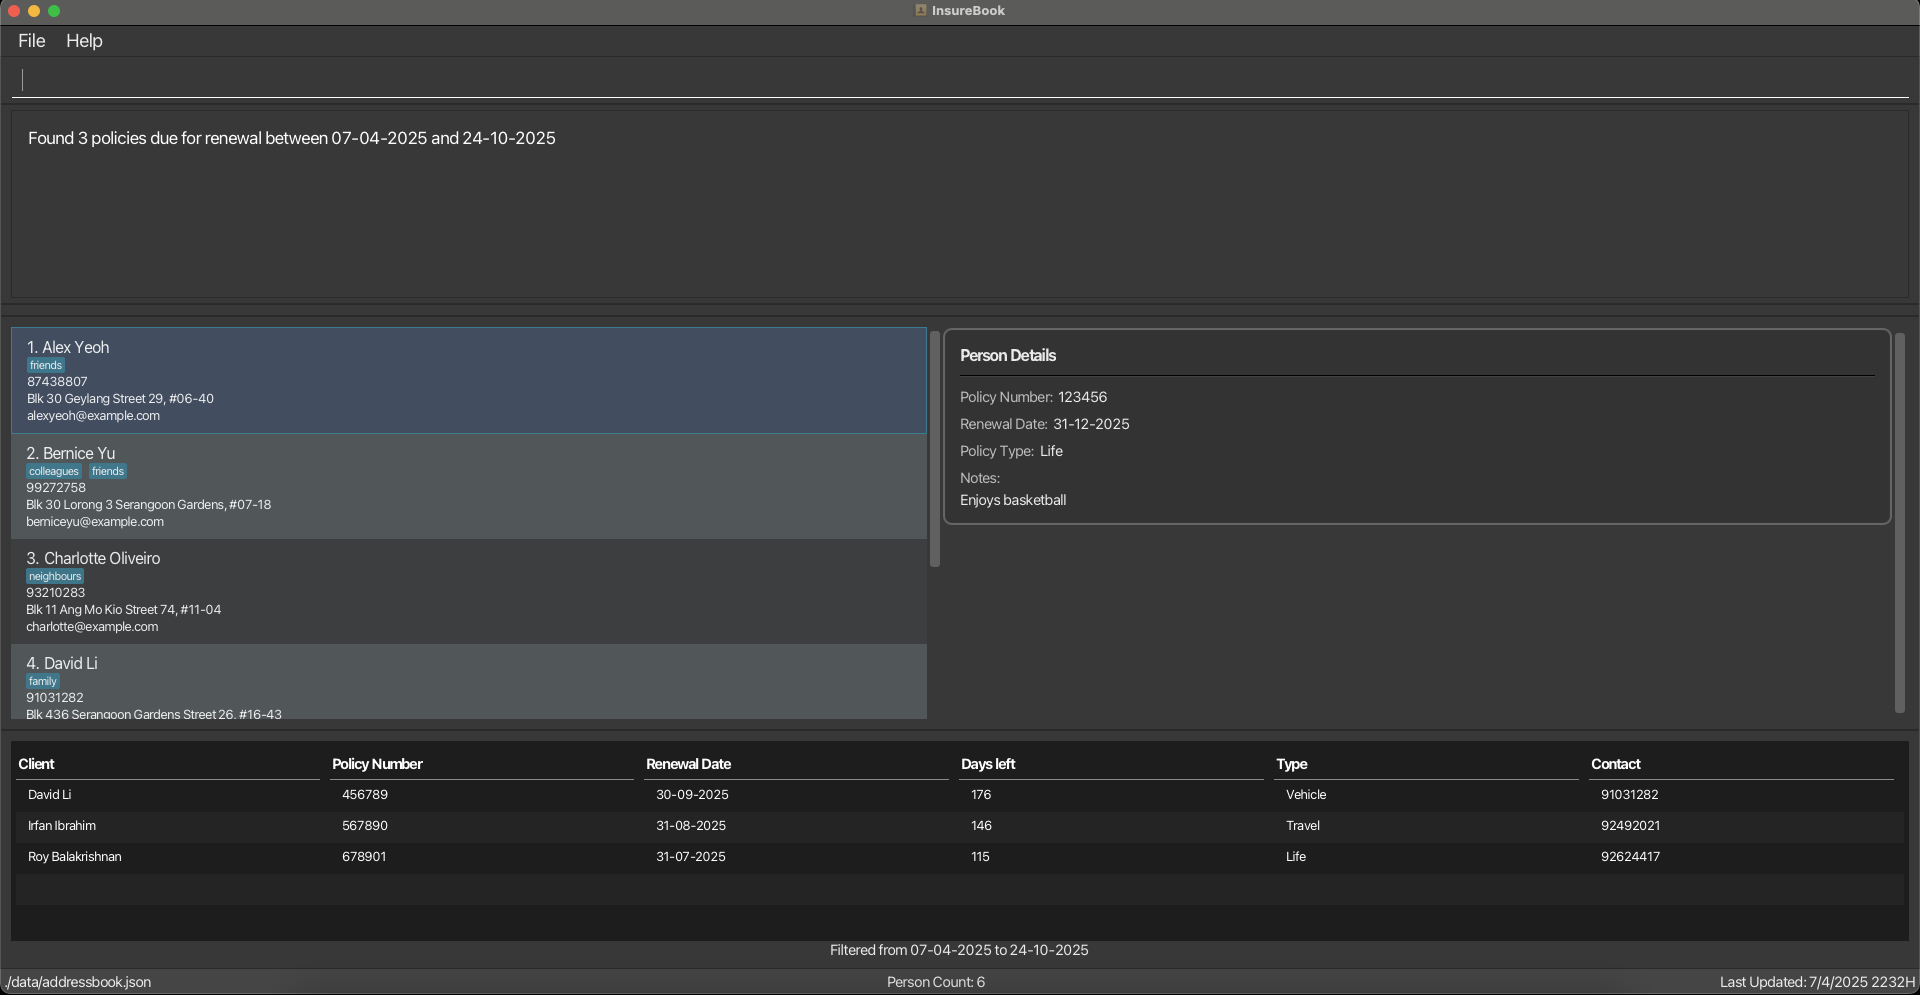 InsureBook
File Help
Found 3 policies due for renewal between 07-04-2025 and 24-10-2025
1. Alex Yeoh
friends
87438807
Blk 30 Geylang Street 29, #06-40
alexyeoh@example.com
2. Bernice Yu
colleagues friends
99272758
Blk 30 Lorong 3 Serangoon Gardens, #07-18
berniceyu@example.com
3. Charlotte Oliveiro
neighbours
93210283
Blk 11 Ang Mo Kio Street 74, #11-04
charlotte@example.com
4. David Li
family
91031282
Blk 436 Serangoon Gardens Street 26, #16-43
Person Details
Policy Number: 123456
Renewal Date: 31-12-2025
Policy Type: Life
Notes:
Enjoys basketball
Client Policy Number Renewal Date Days left Type Contact
David Li 456789 30-09-2025 176 Vehicle 91031282
Irfan Ibrahim 567890 31-08-2025 146 Travel 92492021
Roy Balakrishnan 678901 31-07-2025 115 Life 92624417
Filtered from 07-04-2025 to 24-10-2025
./data/addressbook.json Person Count: 6 Last Updated: 7/4/2025 2232H